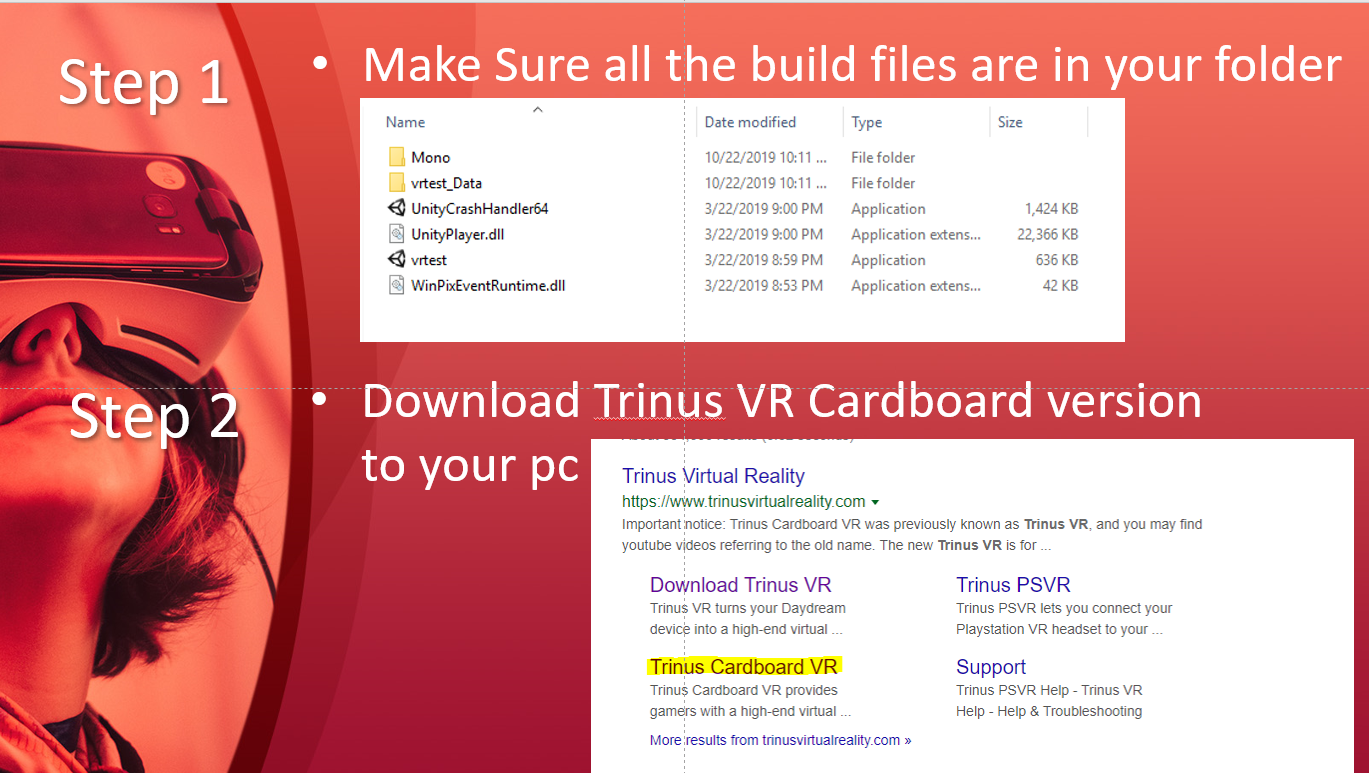 Step 1
• Make Sure all the build files are in your folder
Name Date modified Type Size
Mono 10/22/2019 10:11 ... File folder
vrtest_Data 10/22/2019 10:11 ... File folder
UnityCrashHandler64 3/22/2019 9:00 PM Application 1,424 KB
UnityPlayer.dll 3/22/2019 9:00 PM Application extens... 22,366 KB
vrtest 3/22/2019 8:59 PM Application 636 KB
WinPixEventRuntime.dll 3/22/2019 8:53 PM Application extens... 42 KB
Step 2
• Download Trinus VR Cardboard version
to your pc
Trinus Virtual Reality
https://www.trinusvirtualreality.com
Important notice: Trinus Cardboard VR was previously known as Trinus VR, and you may find
youtube videos referring to the old name. The new Trinus VR is for ...
Download Trinus VR
Trinus VR turns your Daydream
device into a high-end virtual ...
Trinus PSVR
Trinus PSVR lets you connect your
Playstation VR headset to your ...
Trinus Cardboard VR
Trinus Cardboard VR provides
gamers with a high-end virtual ...
Support
Trinus PSVR Help - Trinus VR
Help - Help & Troubleshooting
More results from trinusvirtualreality.com »